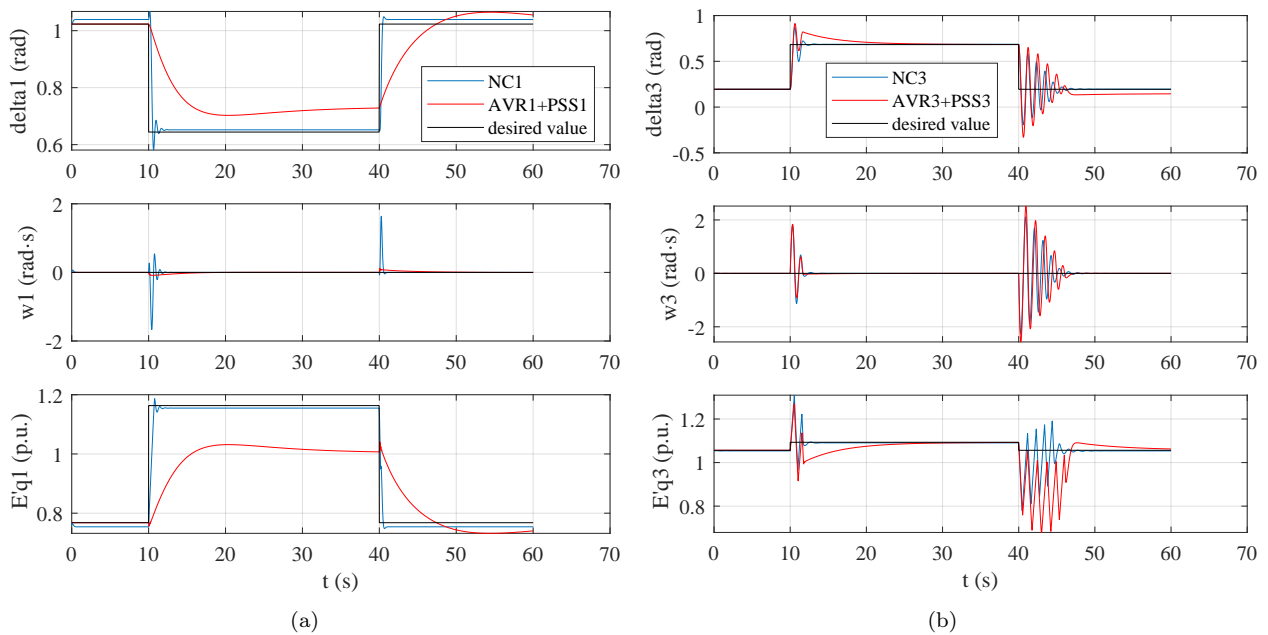 delta1 (rad)
1
0.8
0.6
NC1
AVR1+PSS1
desired value
0 10 20 30 40 50 60 70
w1 (rad·s)
2
0
-2
0 10 20 30 40 50 60 70
E'q1 (p.u.)
1.2
1
0.8
0 10 20 30 40 50 60 70
t (s)
(a)
delta3 (rad)
1
0.5
0
-0.5
NC3
AVR3+PSS3
desired value
0 10 20 30 40 50 60 70
w3 (rad·s)
2
0
-2
0 10 20 30 40 50 60 70
E'q3 (p.u.)
1.2
1
0.8
0 10 20 30 40 50 60 70
t (s)
(b)